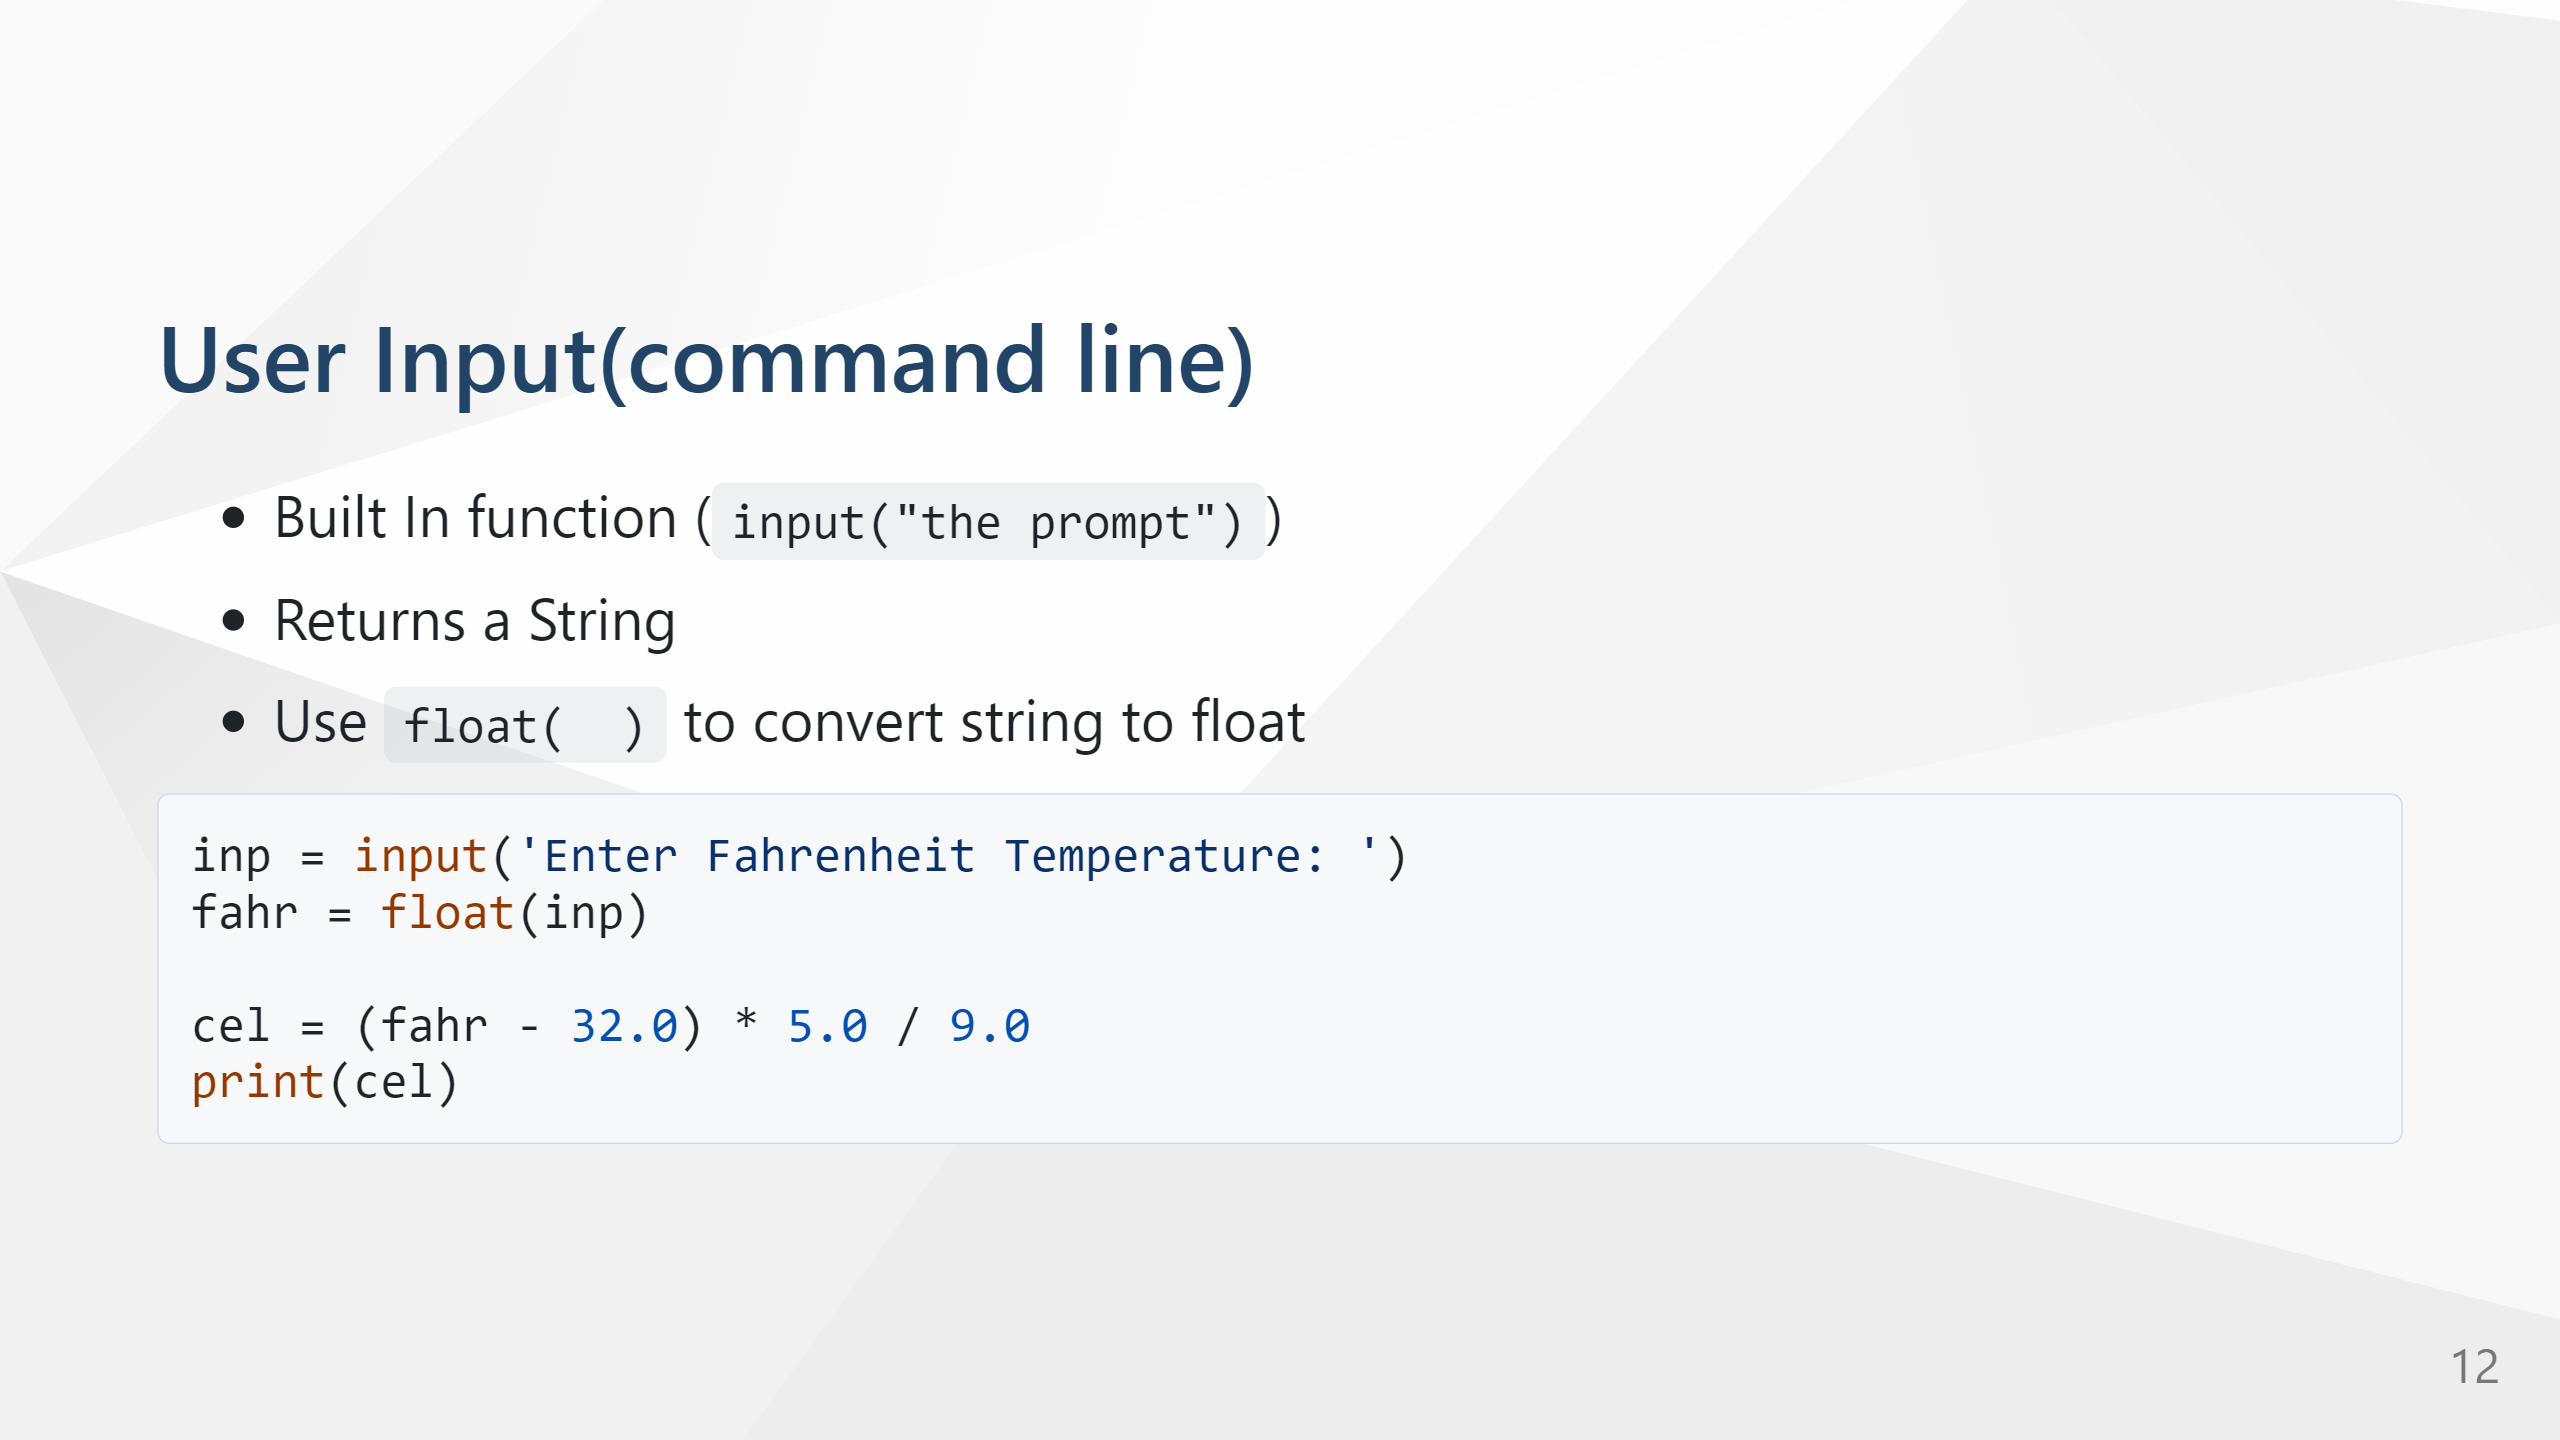 User Input(command line)
• Built In function (input("the prompt"))
• Returns a String
• Use float(  ) to convert string to float
inp = input('Enter Fahrenheit Temperature: ')
fahr = float(inp)
cel = (fahr - 32.0) * 5.0 / 9.0
print(cel)
12